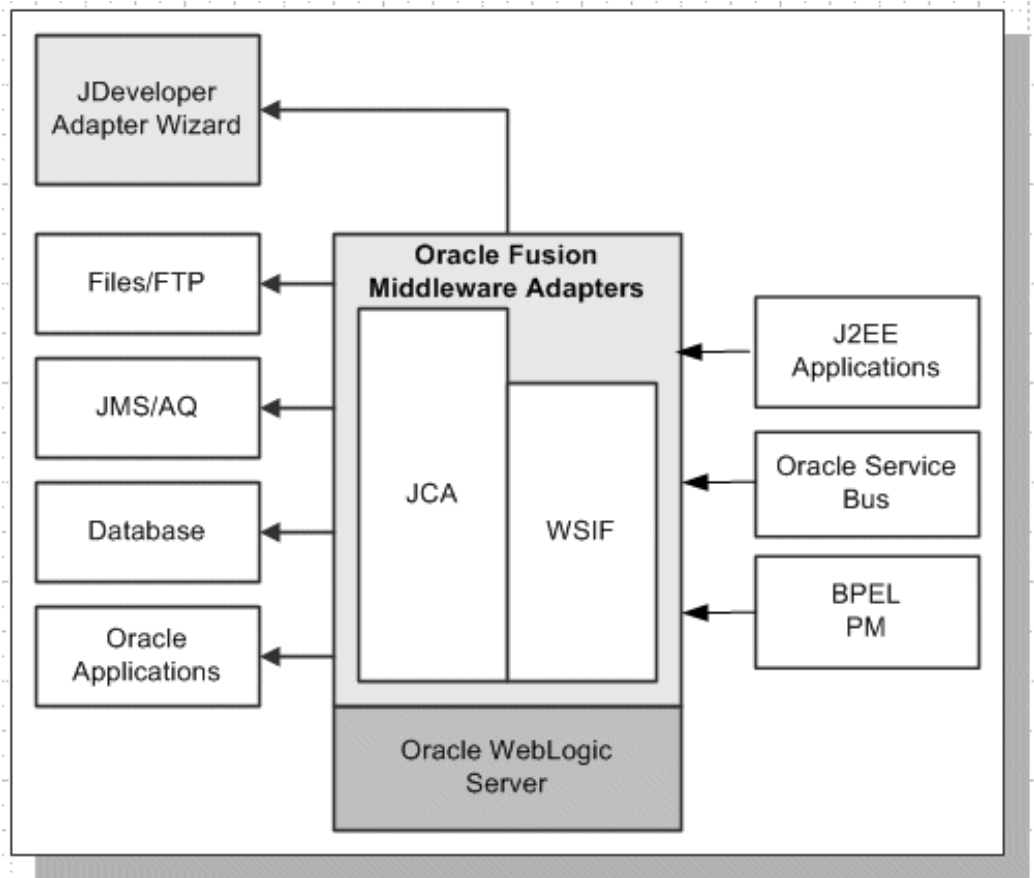 JDeveloper
Adapter Wizard
Files/FTP
JMS/AQ
Database
Oracle
Applications
Oracle Fusion
Middleware Adapters
JCA
WSIF
Oracle WebLogic
Server
J2EE
Applications
Oracle Service
Bus
BPEL
PM